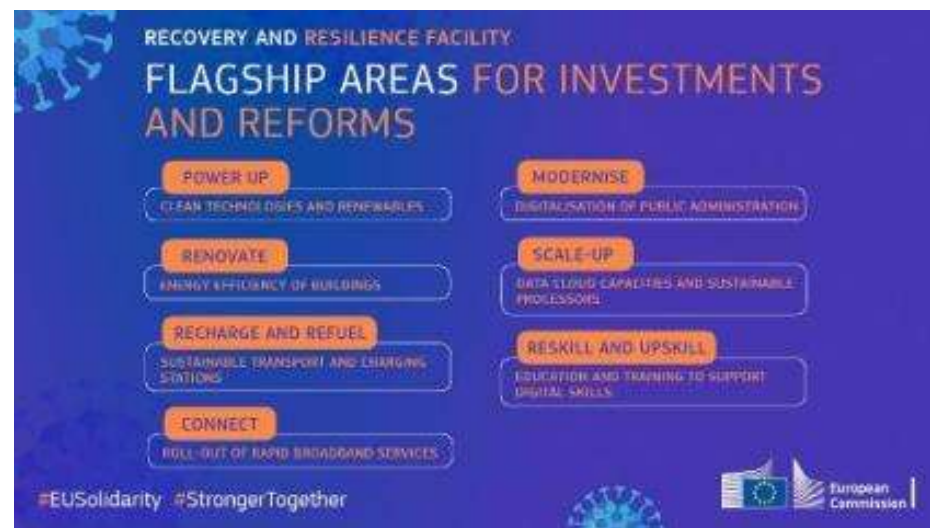 RECOVERY AND RESILIENCE FACILITY
FLAGSHIP AREAS FOR INVESTMENTS
AND REFORMS
POWER UP
CLEAN TECHNOLOGIES AND RENEWABLES
RENOVATE
ENERGY EFFICIENCY OF BUILDINGS
RECHARGE AND REFUEL
SUSTAINABLE TRANSPORT AND CHARGING
STATIONS
CONNECT
ROLL-OUT OF RAPID BROADBAND SERVICES
MODERNISE
DIGITALISATION OF PUBLIC ADMINISTRATION
SCALE-UP
DATA CLOUD CAPACITIES AND SUSTAINABLE
PROCESSORS
RESKILL AND UPSKILL
EDUCATION AND TRAINING TO SUPPORT
DIGITAL SKILLS
#EUSolidarity #StrongerTogether
European
Commission